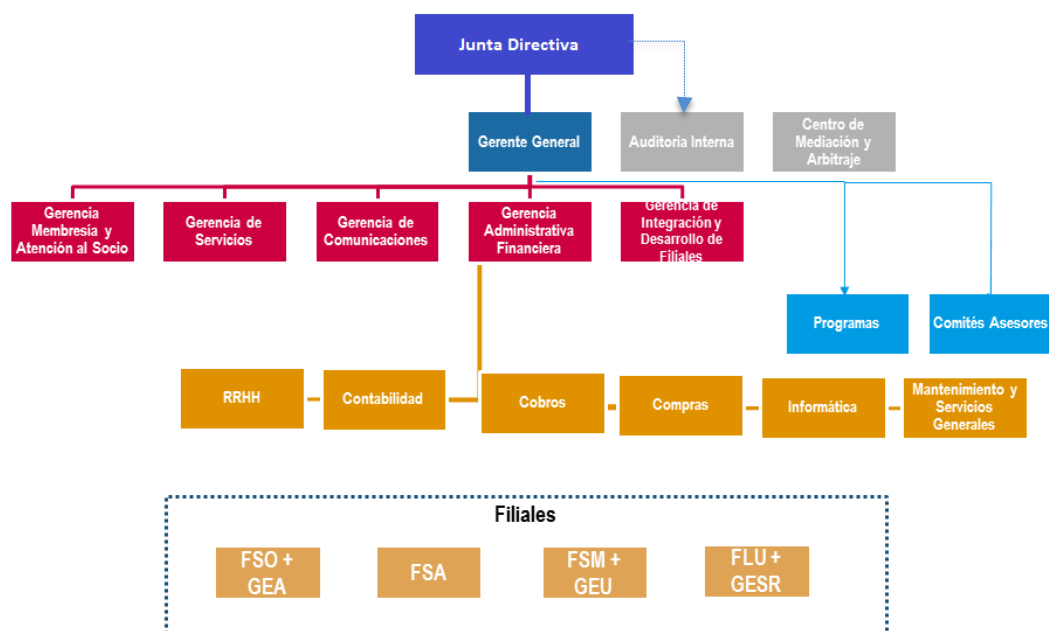 Junta Directiva
Gerente General
Auditoria Interna
Centro de
Mediación y
Arbitraje
Gerencia
Membresía y
Atención al Socio
Gerencia de
Servicios
Gerencia de
Comunicaciones
Gerencia
Administrativa
Financiera
Gerencia de
Integración y
Desarrollo de
Filiales
Programas
Comités Asesores
RRHH
Contabilidad
Cobros
Compras
Informática
Mantenimiento y
Servicios
Generales
Filiales
FSO +
GEA
FSA
FSM +
GEU
FLU +
GESR